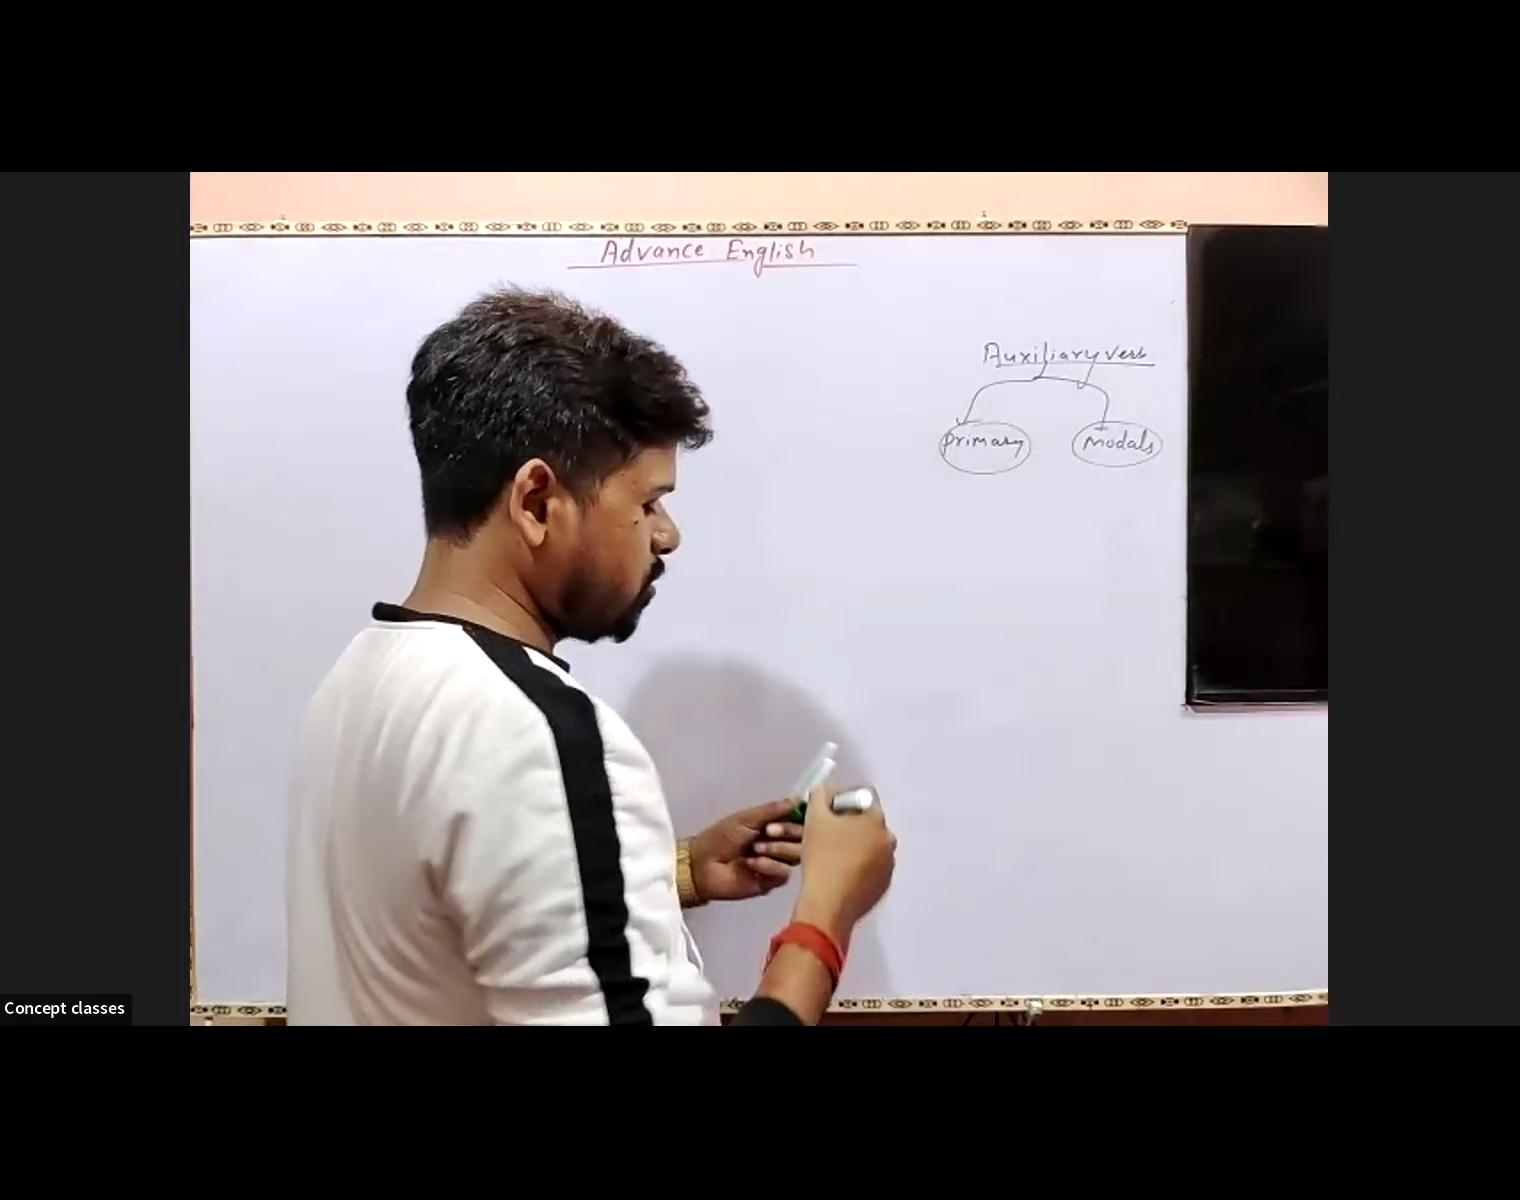 Advance English
Auxiliary verb
primary
modals
Concept classes